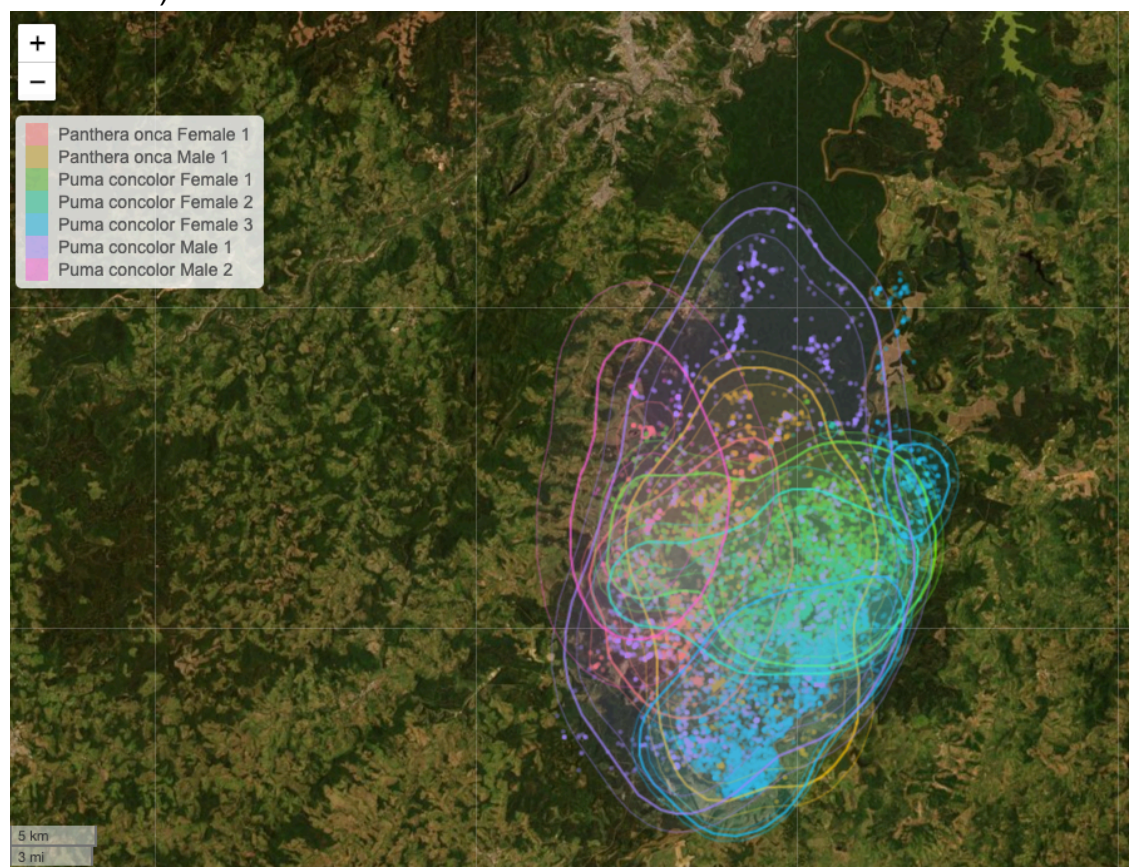 +
−
Panthera onca Female 1
Panthera onca Male 1
Puma concolor Female 1
Puma concolor Female 2
Puma concolor Female 3
Puma concolor Male 1
Puma concolor Male 2
5 km
3 mi